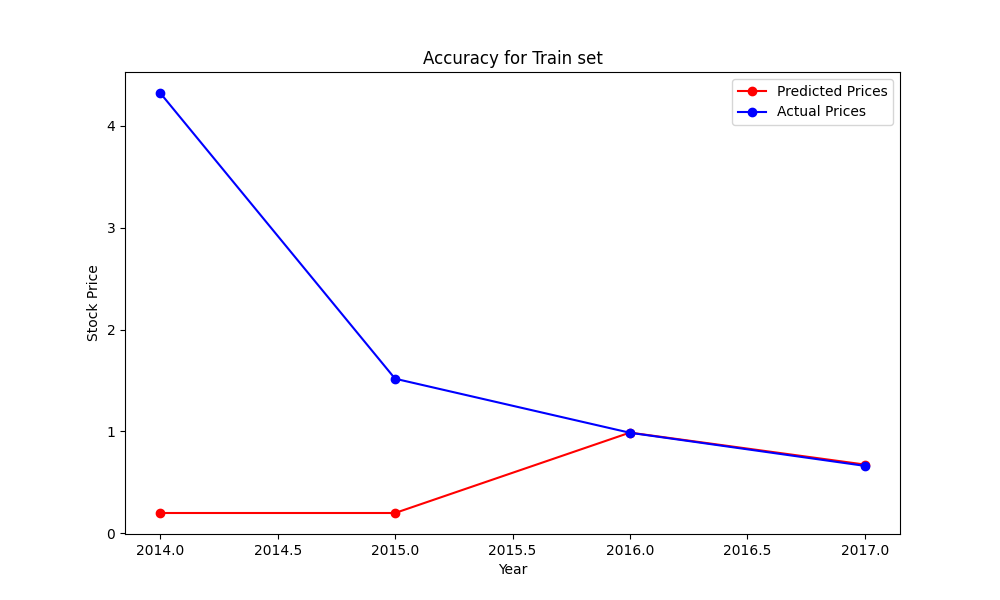 Accuracy for Train set
Predicted Prices
Actual Prices
Stock Price
4
3
2
1
0
2014.0
2014.5
2015.0
2015.5
2016.0
2016.5
2017.0
Year